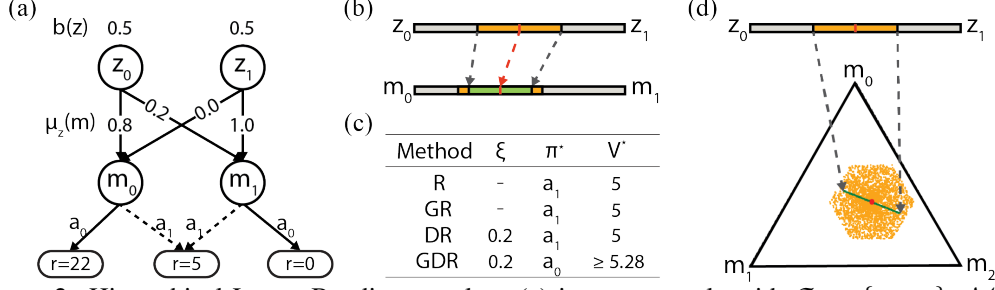 (a)
b(z) 0.5 0.5
z0 z1
0.2 0.0
μz(m) 0.8 1.0
m0 m1
a0 a1 a1 a0
r=22 r=5 r=0
(b)
z0 z1
m0 m1
(c)
Method ξ π* V*
R - a1 5
GR - a1 5
DR 0.2 a1 5
GDR 0.2 a0 ≥ 5.28
(d)
z0 z1
m0
m1 m2